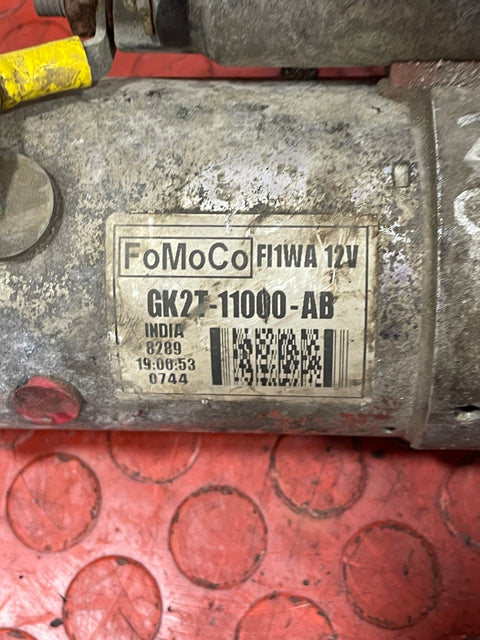 FoMoCo FI1WA 12V
GK2T-11000-AB
INDIA
8289
19:00:53
0744